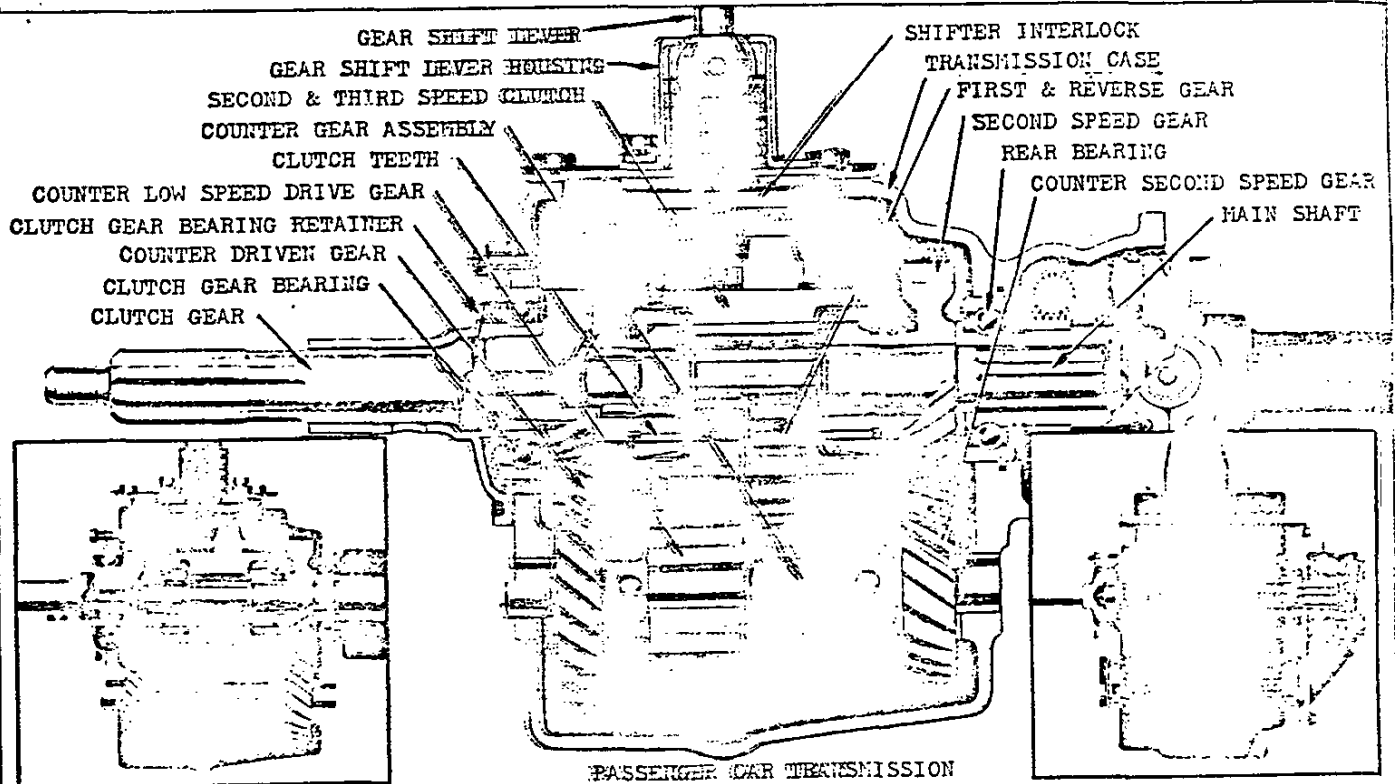 GEAR SHIFT LEVER
GEAR SHIFT LEVER HOUSING
SECOND & THIRD SPEED CLUTCH
COUNTER GEAR ASSEMBLY
CLUTCH TEETH
COUNTER LOW SPEED DRIVE GEAR
CLUTCH GEAR BEARING RETAINER
COUNTER DRIVEN GEAR
CLUTCH GEAR BEARING
CLUTCH GEAR
SHIFTER INTERLOCK
TRANSMISSION CASE
FIRST & REVERSE GEAR
SECOND SPEED GEAR
REAR BEARING
COUNTER SECOND SPEED GEAR
MAIN SHAFT
PASSENGER CAR TRANSMISSION